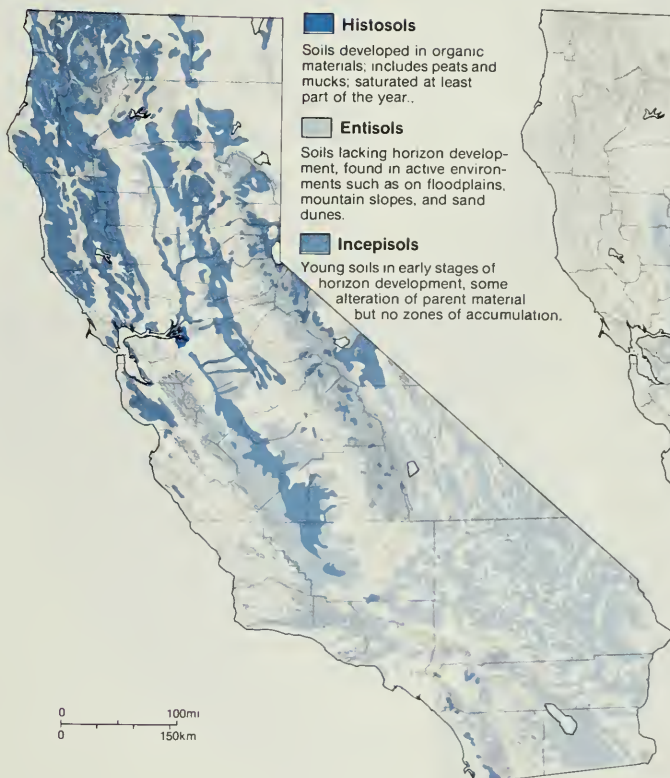 Histosols
Soils developed in organic
materials; includes peats and
mucks; saturated at least
part of the year..
Entisols
Soils lacking horizon develop-
ment, found in active environ-
ments such as on floodplains,
mountain slopes, and sand
dunes.
Incepisols
Young soils in early stages of
horizon development, some
alteration of parent material
but no zones of accumulation.
0 100mi
0 150km